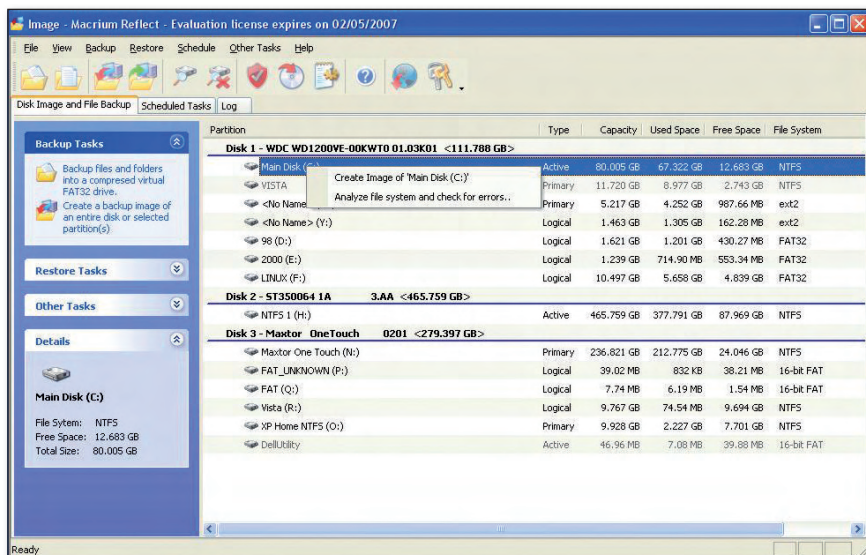 Image - Macrium Reflect - Evaluation license expires on 02/05/2007
File View Backup Restore Schedule Other Tasks Help
Disk Image and File Backup Scheduled Tasks Log
Backup Tasks
Backup files and folders
into a compresed virtual
FAT32 drive.
Create a backup image of
an entire disk or selected
partition(s)
Restore Tasks
Other Tasks
Details
Main Disk (C:)
File Sytem: NTFS
Free Space: 12.683 GB
Total Size: 80.005 GB
Partition Type Capacity Used Space Free Space File System
Disk 1 - WDC WD1200VE-00KWT0 01.03K01 <111.788 GB>
Main Disk (C:) Active 80.005 GB 67.322 GB 12.683 GB NTFS
Create Image of 'Main Disk (C:)'
Analyze file system and check for errors..
VISTA Primary 11.720 GB 8.977 GB 2.743 GB NTFS
<No Name> Primary 5.217 GB 4.252 GB 987.66 MB ext2
<No Name> (Y:) Logical 1.463 GB 1.305 GB 162.28 MB ext2
98 (D:) Logical 1.621 GB 1.201 GB 430.27 MB FAT32
2000 (E:) Logical 1.239 GB 714.90 MB 553.34 MB FAT32
LINUX (F:) Logical 10.497 GB 5.658 GB 4.839 GB FAT32
Disk 2 - ST350064 1A 3.AA <465.759 GB>
NTFS 1 (H:) Active 465.759 GB 377.791 GB 87.969 GB NTFS
Disk 3 - Maxtor OneTouch 0201 <279.397 GB>
Maxtor One Touch (N:) Primary 236.821 GB 212.775 GB 24.046 GB NTFS
FAT_UNKNOWN (P:) Logical 39.02 MB 832 KB 38.21 MB 16-bit FAT
FAT (Q:) Logical 7.74 MB 6.19 MB 1.54 MB 16-bit FAT
Vista (R:) Logical 9.767 GB 74.54 MB 9.694 GB NTFS
XP Home NTFS (O:) Primary 9.928 GB 2.227 GB 7.701 GB NTFS
DellUtility Active 46.96 MB 7.08 MB 39.88 MB 16-bit FAT
Ready